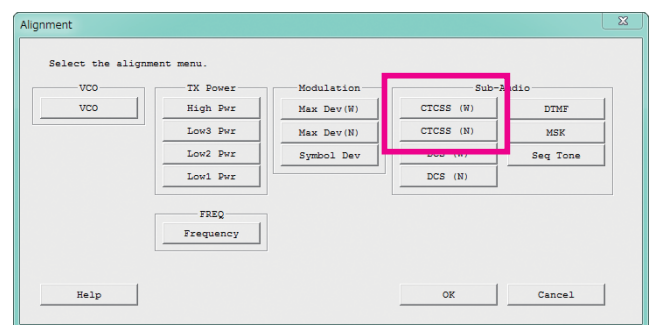 Alignment
Select the alignment menu.
VCO TX Power Modulation Sub-Audio
VCO High Pwr Max Dev(W) CTCSS (W) DTMF
Low3 Pwr Max Dev(N) CTCSS (N) MSK
Low2 Pwr Symbol Dev DCS (W) Seq Tone
Low1 Pwr DCS (N)
FREQ
Frequency
Help OK Cancel